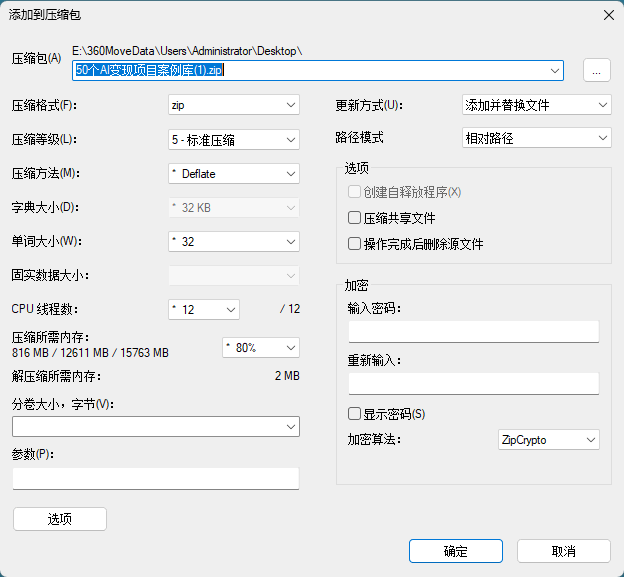 添加到压缩包
压缩包(A)
E:\360MoveData\Users\Administrator\Desktop\
50个AI变现项目案例库(1).zip
...
压缩格式(F):
zip
压缩等级(L):
5 - 标准压缩
压缩方法(M):
* Deflate
字典大小(D):
* 32 KB
单词大小(W):
* 32
固实数据大小:
CPU 线程数:
* 12
/ 12
压缩所需内存:
816 MB / 12611 MB / 15763 MB
* 80%
解压缩所需内存:
2 MB
分卷大小，字节(V):
参数(P):
选项
更新方式(U):
添加并替换文件
路径模式
相对路径
选项
创建自释放程序(X)
压缩共享文件
操作完成后删除源文件
加密
输入密码:
重新输入:
显示密码(S)
加密算法:
ZipCrypto
确定
取消